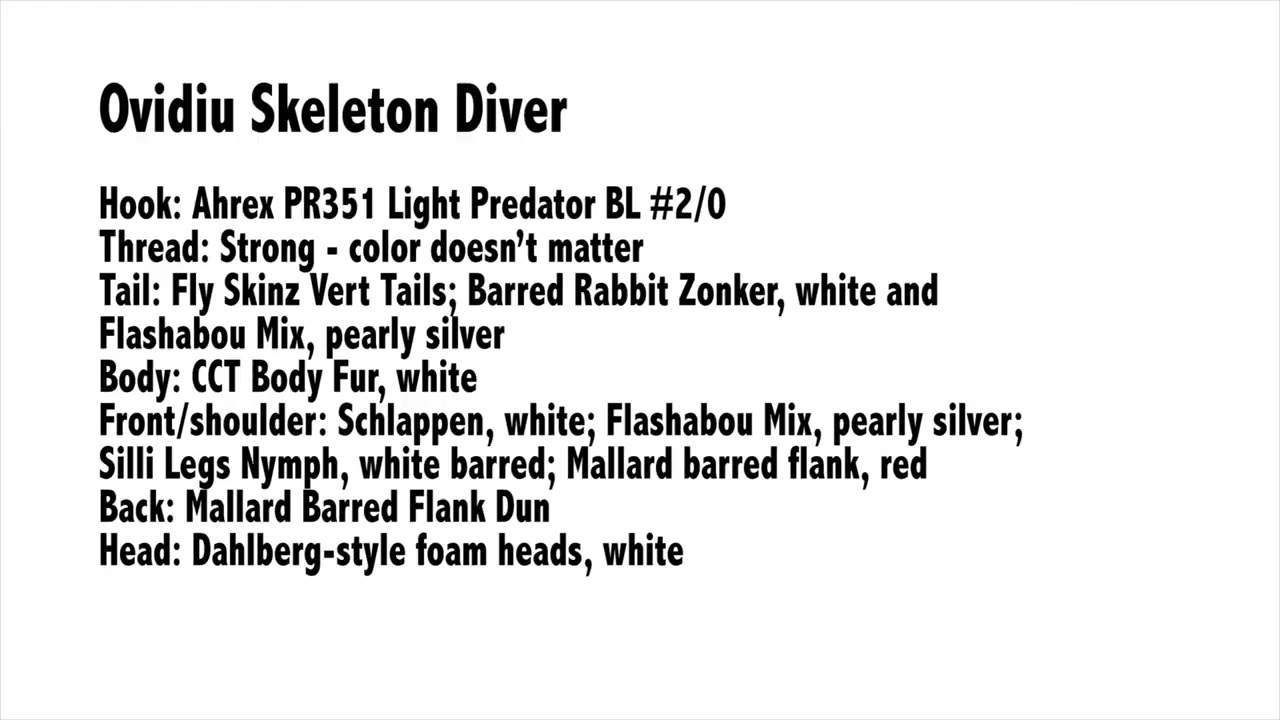 Ovidiu Skeleton Diver
Hook: Ahrex PR351 Light Predator BL #2/0
Thread: Strong - color doesn’t matter
Tail: Fly Skinz Vert Tails; Barred Rabbit Zonker, white and
Flashabou Mix, pearly silver
Body: CCT Body Fur, white
Front/shoulder: Schlappen, white; Flashabou Mix, pearly silver;
Silli Legs Nymph, white barred; Mallard barred flank, red
Back: Mallard Barred Flank Dun
Head: Dahlberg-style foam heads, white